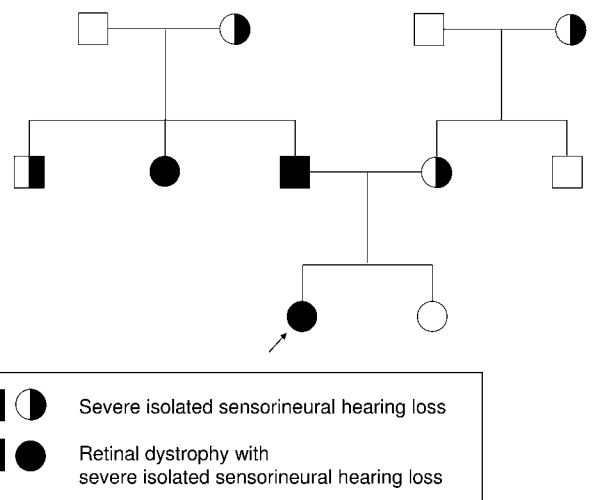 Severe isolated sensorineural hearing loss
Retinal dystrophy with
severe isolated sensorineural hearing loss